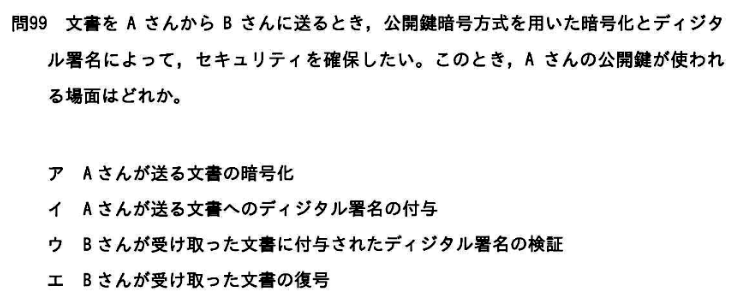 問99　文書を A さんから B さんに送るとき，公開鍵暗号方式を用いた暗号化とディジタ
ル署名によって，セキュリティを確保したい。このとき，A さんの公開鍵が使われ
る場面はどれか。
ア　A さんが送る文書の暗号化
イ　A さんが送る文書へのディジタル署名の付与
ウ　B さんが受け取った文書に付与されたディジタル署名の検証
エ　B さんが受け取った文書の復号